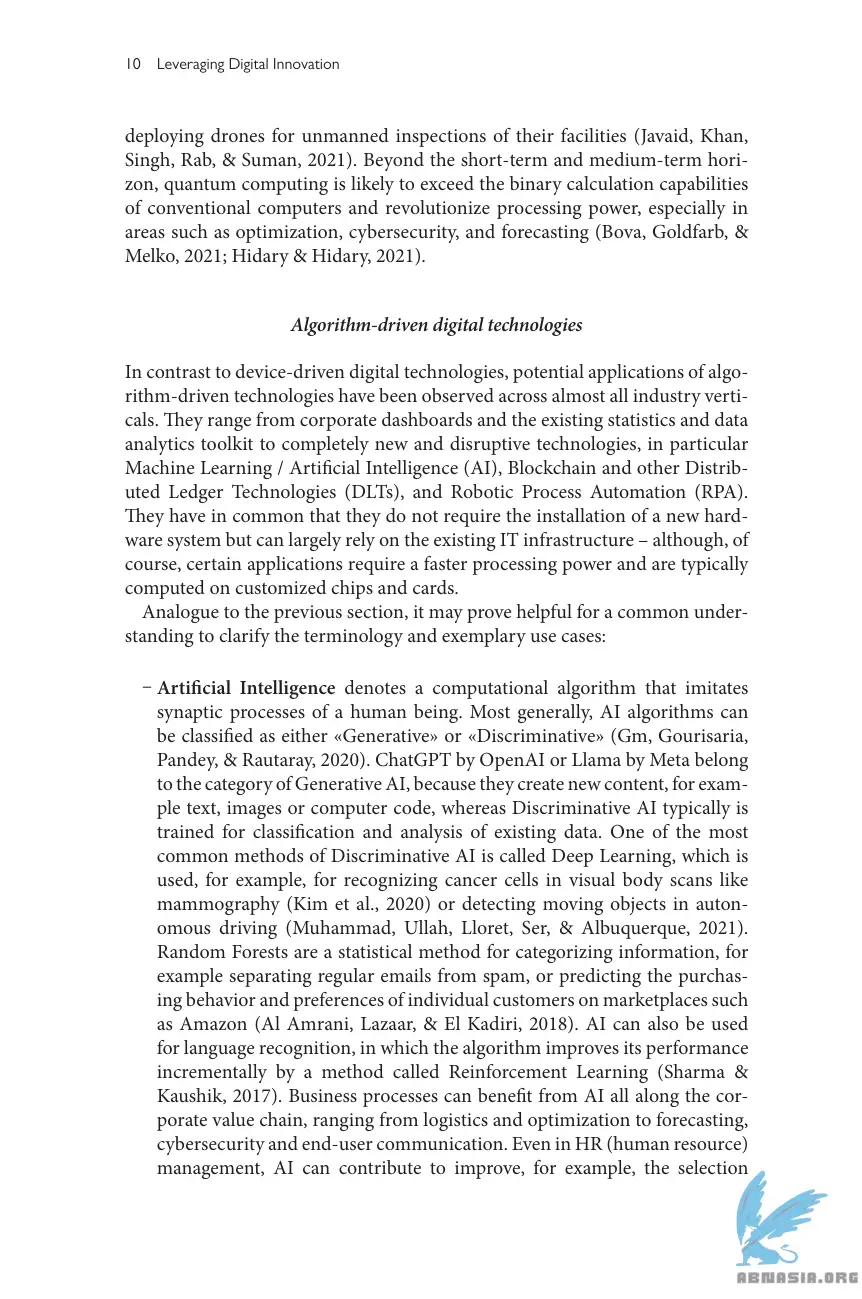 10 Leveraging Digital Innovation
deploying drones for unmanned inspections of their facilities (Javaid, Khan,
Singh, Rab, & Suman, 2021). Beyond the short-term and medium-term hori-
zon, quantum computing is likely to exceed the binary calculation capabilities
of conventional computers and revolutionize processing power, especially in
areas such as optimization, cybersecurity, and forecasting (Bova, Goldfarb, &
Melko, 2021; Hidary & Hidary, 2021).
Algorithm-driven digital technologies
In contrast to device-driven digital technologies, potential applications of algo-
rithm-driven technologies have been observed across almost all industry verti-
cals. They range from corporate dashboards and the existing statistics and data
analytics toolkit to completely new and disruptive technologies, in particular
Machine Learning / Artificial Intelligence (AI), Blockchain and other Distrib-
uted Ledger Technologies (DLTs), and Robotic Process Automation (RPA).
They have in common that they do not require the installation of a new hard-
ware system but can largely rely on the existing IT infrastructure – although, of
course, certain applications require a faster processing power and are typically
computed on customized chips and cards.
Analogue to the previous section, it may prove helpful for a common under-
standing to clarify the terminology and exemplary use cases:
– Artificial Intelligence denotes a computational algorithm that imitates
synaptic processes of a human being. Most generally, AI algorithms can
be classified as either «Generative» or «Discriminative» (Gm, Gourisaria,
Pandey, & Rautaray, 2020). ChatGPT by OpenAI or Llama by Meta belong
to the category of Generative AI, because they create new content, for exam-
ple text, images or computer code, whereas Discriminative AI typically is
trained for classification and analysis of existing data. One of the most
common methods of Discriminative AI is called Deep Learning, which is
used, for example, for recognizing cancer cells in visual body scans like
mammography (Kim et al., 2020) or detecting moving objects in auton-
omous driving (Muhammad, Ullah, Lloret, Ser, & Albuquerque, 2021).
Random Forests are a statistical method for categorizing information, for
example separating regular emails from spam, or predicting the purchas-
ing behavior and preferences of individual customers on marketplaces such
as Amazon (Al Amrani, Lazaar, & El Kadiri, 2018). AI can also be used
for language recognition, in which the algorithm improves its performance
incrementally by a method called Reinforcement Learning (Sharma &
Kaushik, 2017). Business processes can benefit from AI all along the cor-
porate value chain, ranging from logistics and optimization to forecasting,
cybersecurity and end-user communication. Even in HR (human resource)
management, AI can contribute to improve, for example, the selection
ABNASIA.ORG